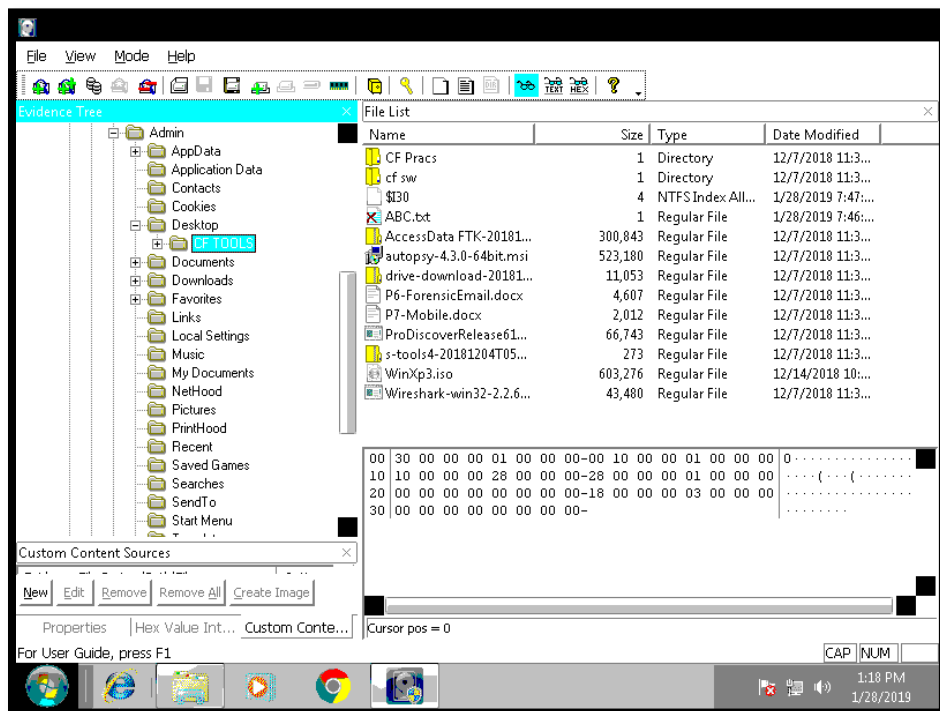 File View Mode Help
Evidence Tree
File List
Admin
AppData
Application Data
Contacts
Cookies
Desktop
CF TOOLS
Documents
Downloads
Favorites
Links
Local Settings
Music
My Documents
NetHood
Pictures
PrintHood
Recent
Saved Games
Searches
SendTo
Start Menu
Name Size Type Date Modified
CF Pracs 1 Directory 12/7/2018 11:3...
cf sw 1 Directory 12/7/2018 11:3...
$I30 4 NTFS Index All... 1/28/2019 7:47:...
ABC.txt 1 Regular File 1/28/2019 7:46:...
AccessData FTK-20181... 300,843 Regular File 12/7/2018 11:3...
autopsy-4.3.0-64bit.msi 523,180 Regular File 12/7/2018 11:3...
drive-download-20181... 11,053 Regular File 12/7/2018 11:3...
P6-ForensicEmail.docx 4,607 Regular File 12/7/2018 11:3...
P7-Mobile.docx 2,012 Regular File 12/7/2018 11:3...
ProDiscoverRelease61... 66,743 Regular File 12/7/2018 11:3...
s-tools4-20181204T05... 273 Regular File 12/7/2018 11:3...
WinXp3.iso 603,276 Regular File 12/14/2018 10:...
Wireshark-win32-2.2.6... 43,480 Regular File 12/7/2018 11:3...
00 30 00 00 00 01 00 00 00-00 10 00 00 01 00 00 00 0···············
10 10 00 00 00 28 00 00 00-28 00 00 00 01 00 00 00 ····(···(·······
20 00 00 00 00 00 00 00 00-18 00 00 00 03 00 00 00 ················
30 00 00 00 00 00 00 00 00- ········
Custom Content Sources
New Edit Remove Remove All Create Image
Properties Hex Value Int... Custom Conte...
Cursor pos = 0
For User Guide, press F1
CAP NUM
1:18 PM
1/28/2019